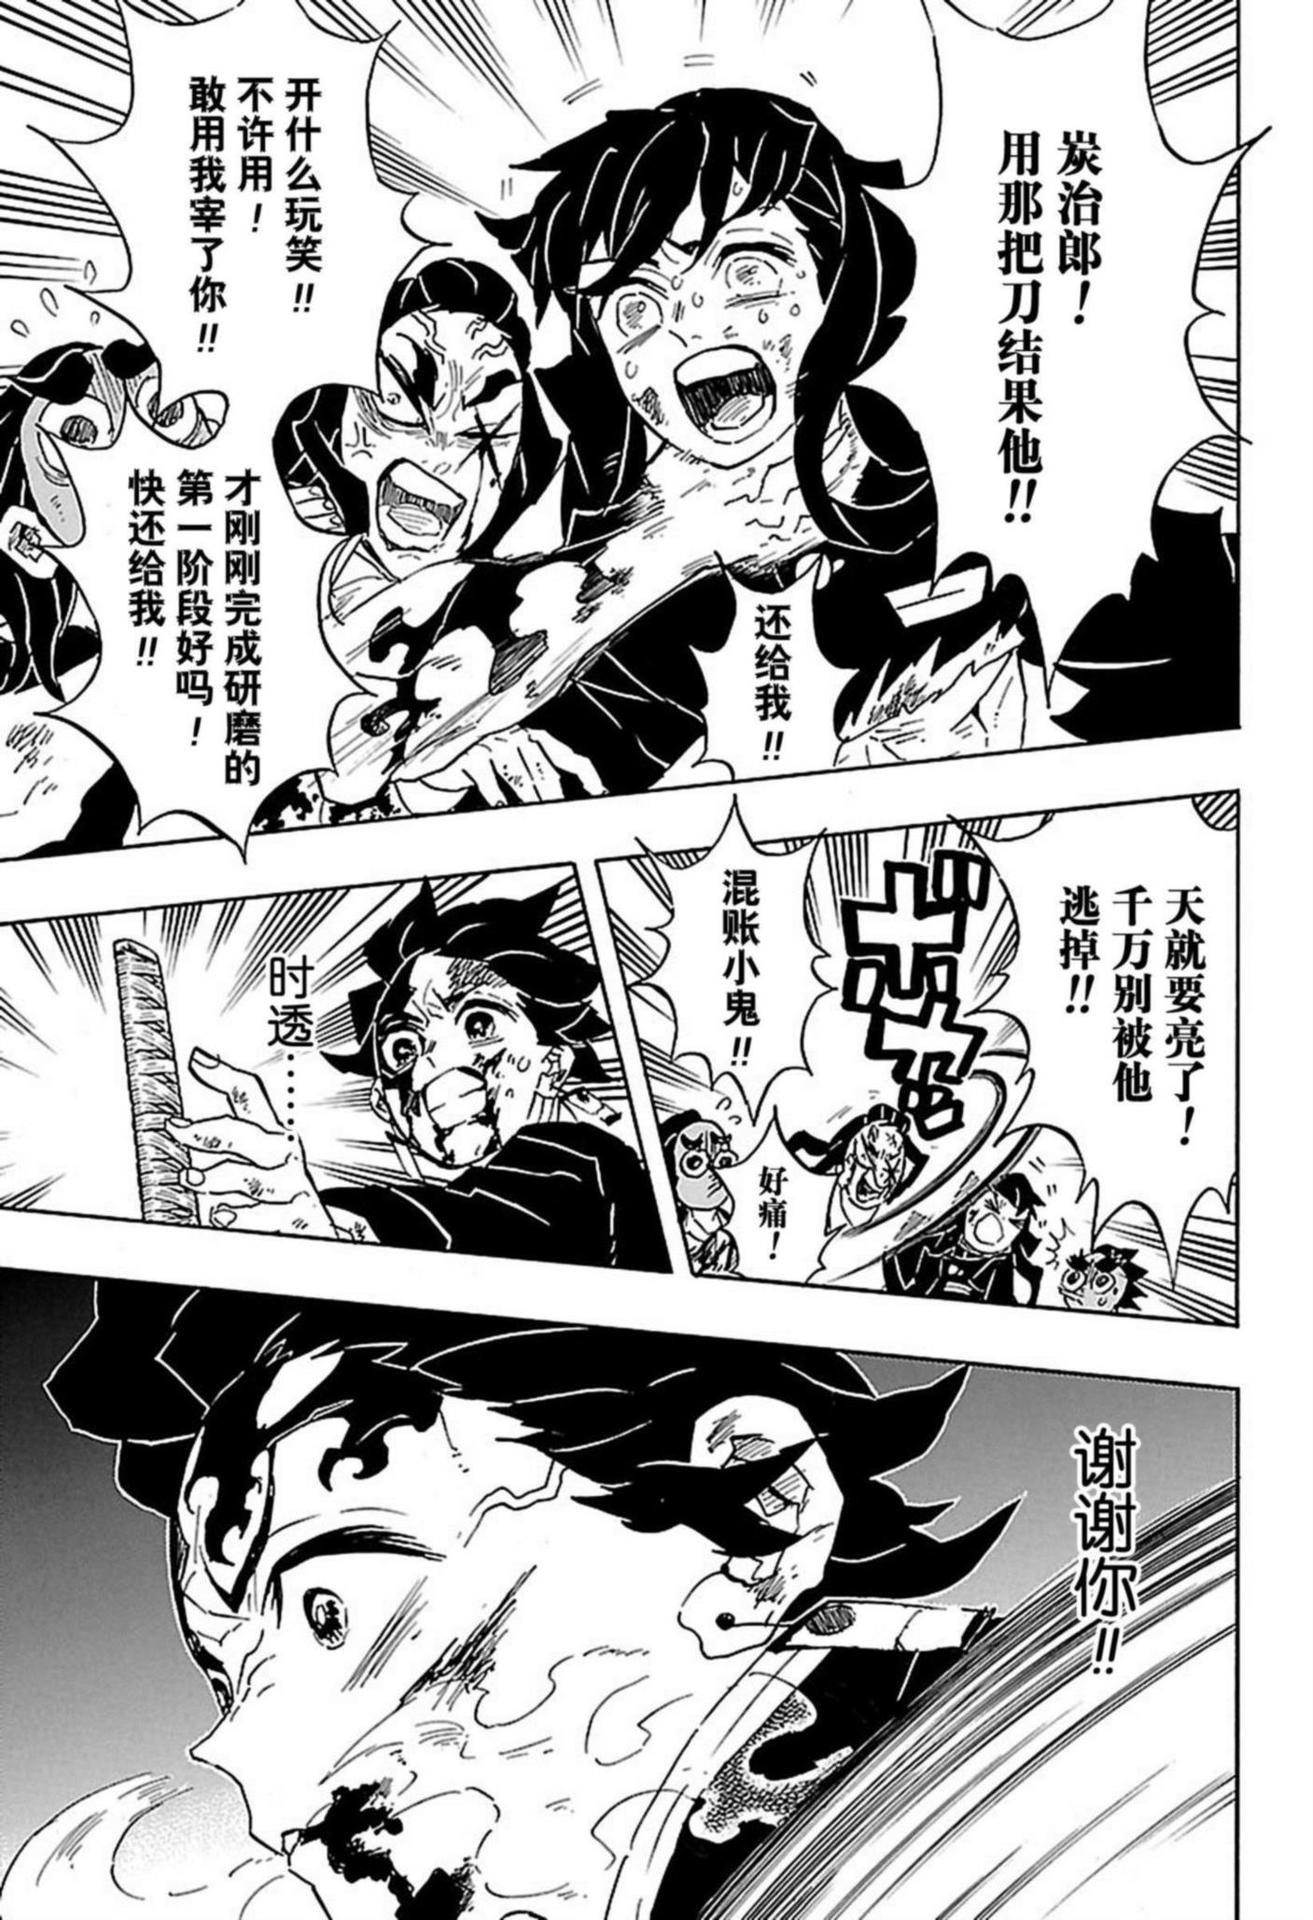 炭治郎！
用那把刀结果他!!
开什么玩笑!!
不许用！
敢用我宰了你!!
还给我!!
才刚刚完成研磨的
第一阶段好吗！
快还给我!!
天就要亮了！
千万别被他
逃掉!!
混账小鬼!!
好痛！
时透……
谢谢你!!